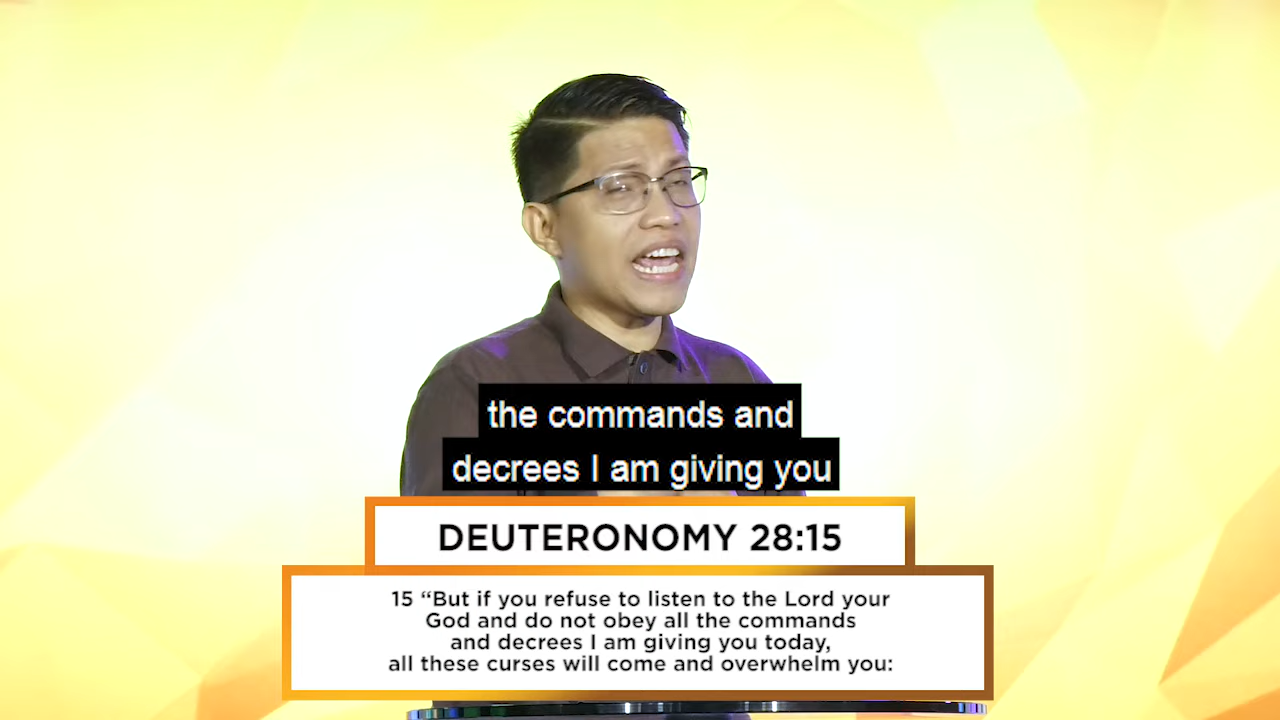 the commands and
decrees I am giving you
DEUTERONOMY 28:15
15 “But if you refuse to listen to the Lord your
God and do not obey all the commands
and decrees I am giving you today,
all these curses will come and overwhelm you: